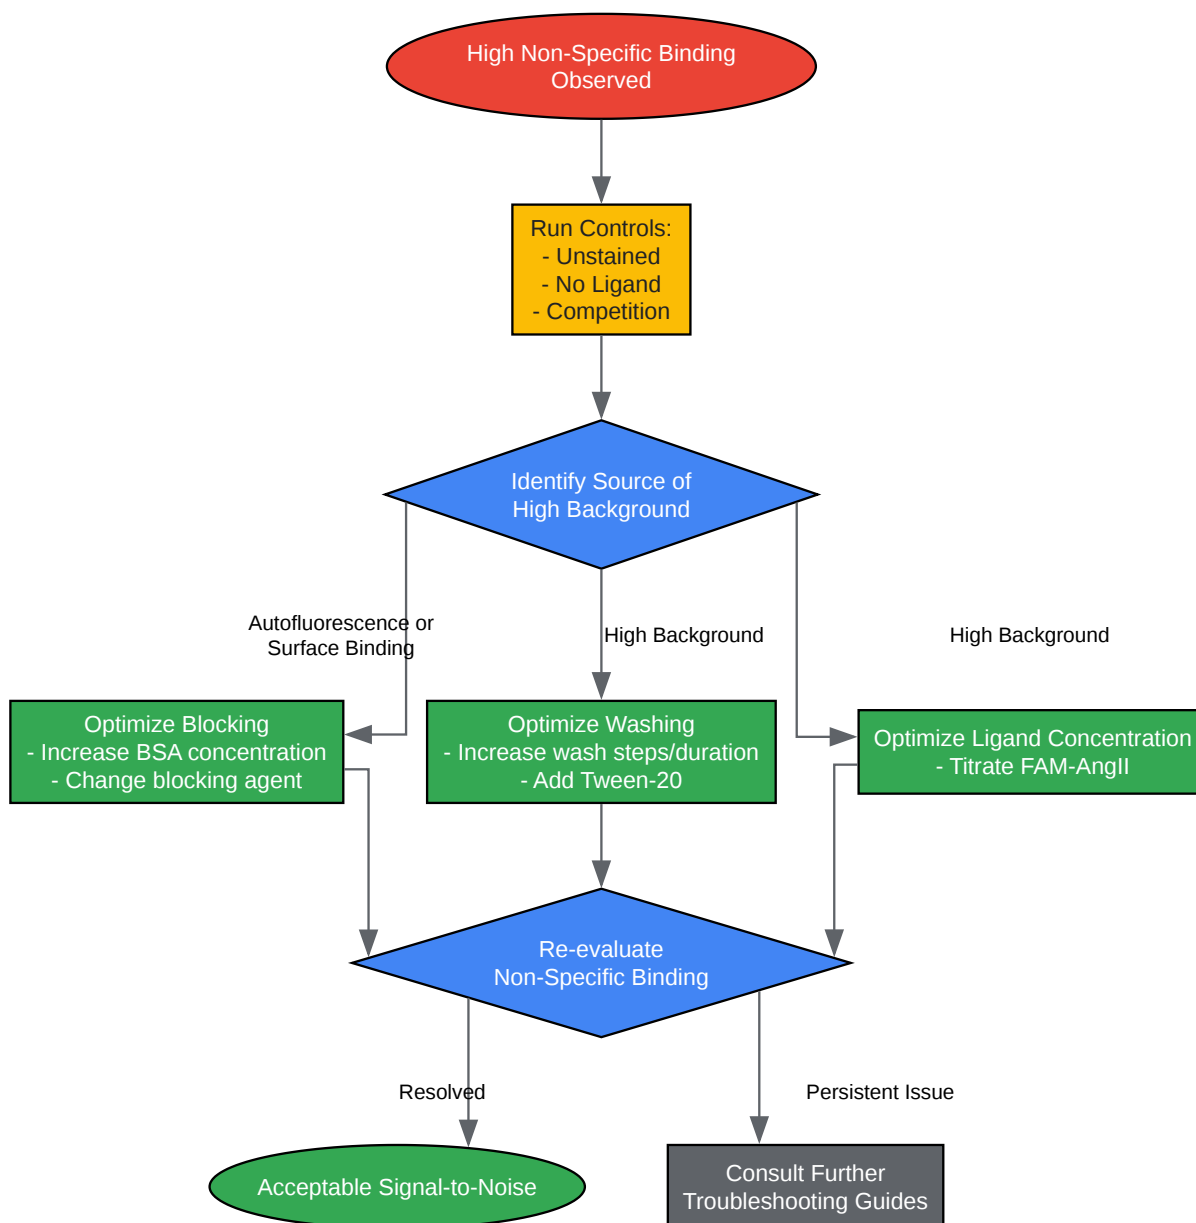 High Non-Specific Binding
Observed
Run Controls:
- Unstained
- No Ligand
- Competition
Identify Source of
High Background
Autofluorescence or
Surface Binding
High Background
High Background
Optimize Blocking
- Increase BSA concentration
- Change blocking agent
Optimize Washing
- Increase wash steps/duration
- Add Tween-20
Optimize Ligand Concentration
- Titrate FAM-AngII
Re-evaluate
Non-Specific Binding
Resolved
Persistent Issue
Acceptable Signal-to-Noise
Consult Further
Troubleshooting Guides